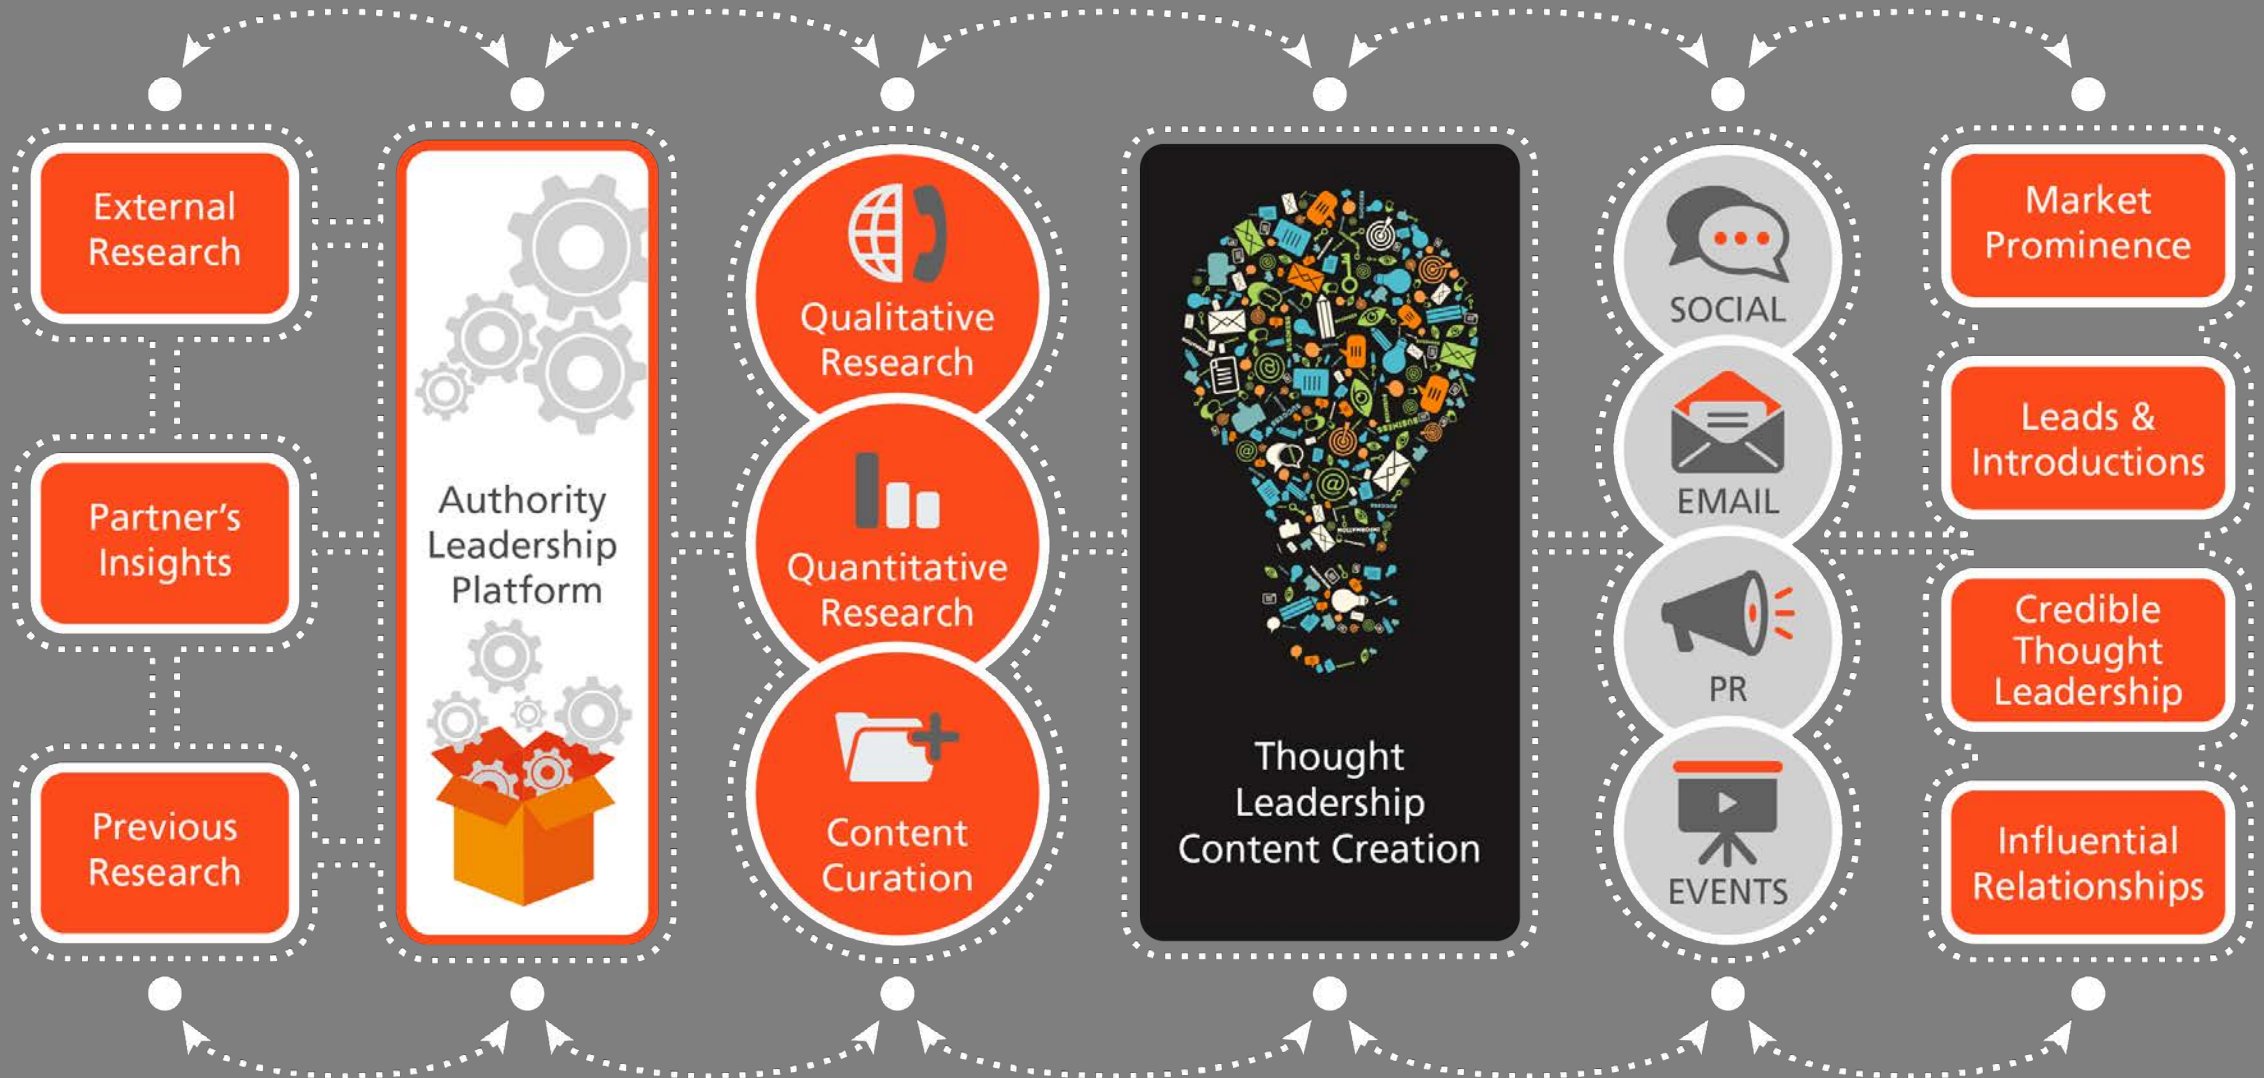 External
Research
Partner's
Insights
Previous
Research
Authority
Leadership
Platform
Qualitative
Research
Quantitative
Research
Content
Curation
Thought
Leadership
Content Creation
SOCIAL
EMAIL
PR
EVENTS
Market
Prominence
Leads &
Introductions
Credible
Thought
Leadership
Influential
Relationships